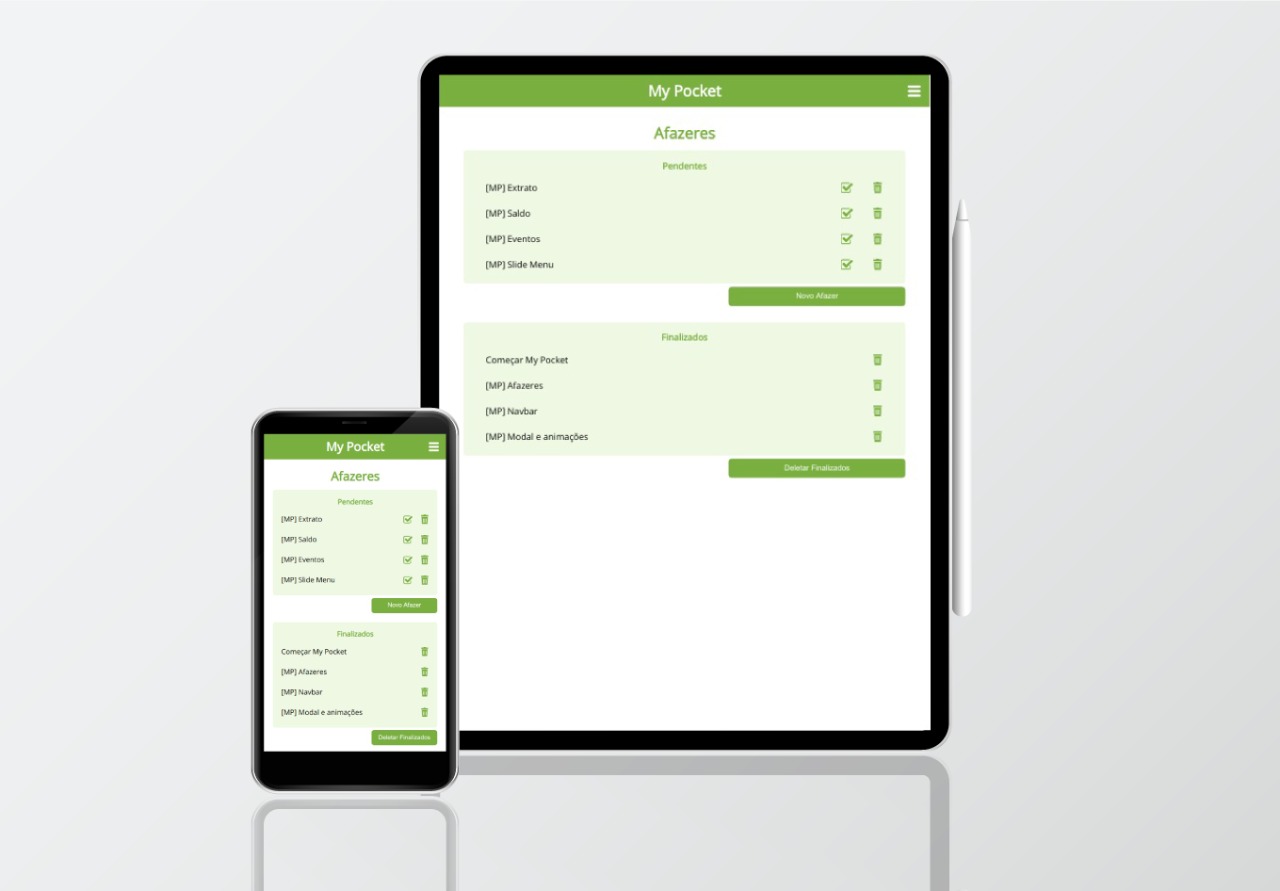 My Pocket
Afazeres
Pendentes
[MP] Extrato
[MP] Saldo
[MP] Eventos
[MP] Slide Menu
Novo Afazer
Finalizados
Começar My Pocket
[MP] Afazeres
[MP] Navbar
[MP] Modal e animações
Deletar Finalizados
My Pocket
Afazeres
Pendentes
[MP] Extrato
[MP] Saldo
[MP] Eventos
[MP] Slide Menu
Novo Afazer
Finalizados
Começar My Pocket
[MP] Afazeres
[MP] Navbar
[MP] Modal e animações
Deletar Finalizados